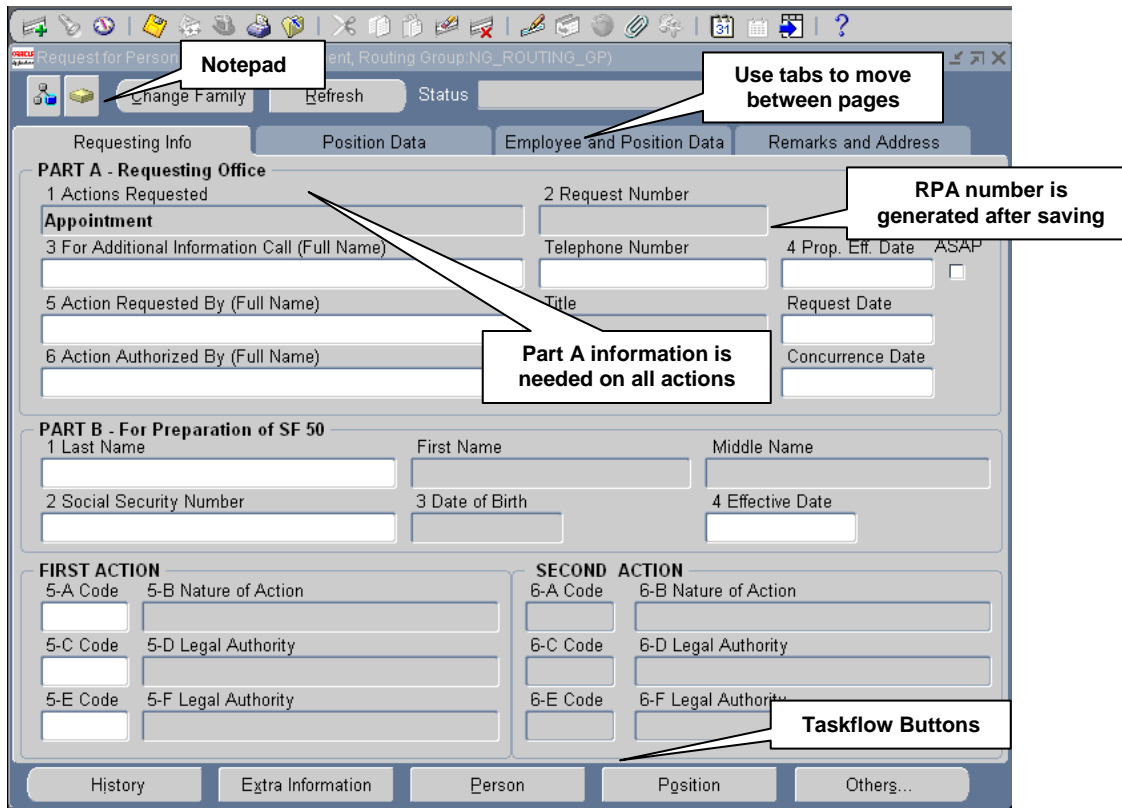 31
ORACLE
Request for Person
ent, Routing Group:NG_ROUTING_GP)
Notepad
Use tabs to move
between pages
Change Family
Refresh
Status
Requesting Info
Position Data
Employee and Position Data
Remarks and Address
PART A - Requesting Office
1 Actions Requested
2 Request Number
RPA number is
generated after saving
Appointment
3 For Additional Information Call (Full Name)
Telephone Number
4 Prop. Eff. Date
ASAP
5 Action Requested By (Full Name)
Title
Request Date
6 Action Authorized By (Full Name)
Concurrence Date
Part A information is
needed on all actions
PART B - For Preparation of SF 50
1 Last Name
First Name
Middle Name
2 Social Security Number
3 Date of Birth
4 Effective Date
FIRST ACTION
SECOND ACTION
5-A Code
5-B Nature of Action
6-A Code
6-B Nature of Action
5-C Code
5-D Legal Authority
6-C Code
6-D Legal Authority
5-E Code
5-F Legal Authority
6-E Code
6-F Legal Authority
Taskflow Buttons
History
Extra Information
Person
Position
Others...